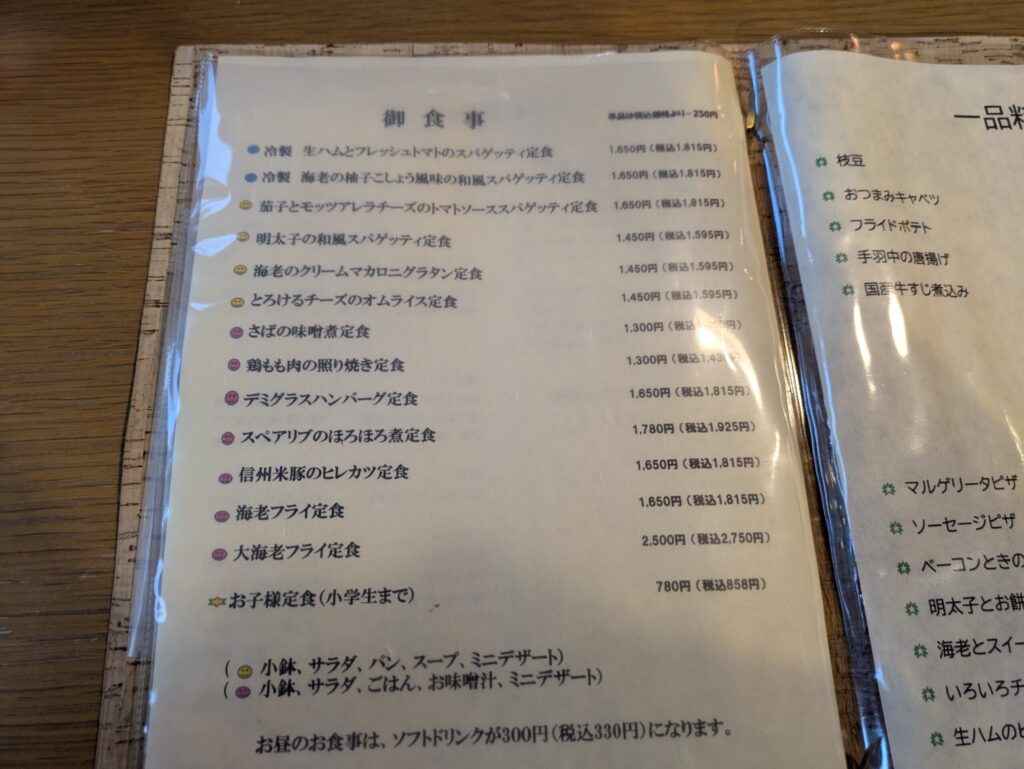 御食事
単品は税込価格より-250円
冷製 生ハムとフレッシュトマトのスパゲッティ定食 1,650円(税込1,815円)
冷製 海老の柚子こしょう風味の和風スパゲッティ定食 1,650円(税込1,815円)
茄子とモッツアレラチーズのトマトソーススパゲッティ定食 1,650円(税込1,815円)
明太子の和風スパゲッティ定食 1,450円(税込1,595円)
海老のクリームマカロニグラタン定食 1,450円(税込1,595円)
とろけるチーズのオムライス定食 1,450円(税込1,595円)
さばの味噌煮定食 1,300円(税込
鶏もも肉の照り焼き定食 1,300円(税込1,430円)
デミグラスハンバーグ定食 1,650円(税込1,815円)
スペアリブのほろほろ煮定食 1,780円(税込1,925円)
信州米豚のヒレカツ定食 1,650円(税込1,815円)
海老フライ定食 1,650円(税込1,815円)
大海老フライ定食 2,500円(税込2,750円)
お子様定食(小学生まで) 780円(税込858円)
( 小鉢、サラダ、パン、スープ、ミニデザート)
( 小鉢、サラダ、ごはん、お味噌汁、ミニデザート)
お昼のお食事は、ソフトドリンクが300円(税込330円)になります。
一品料
枝豆
おつまみキャベツ
フライドポテト
手羽中の唐揚げ
国産牛すじ煮込み
マルゲリータピザ
ソーセージピザ
ベーコンときの
明太子とお餅
海老とスイー
いろいろチ
生ハムのピ